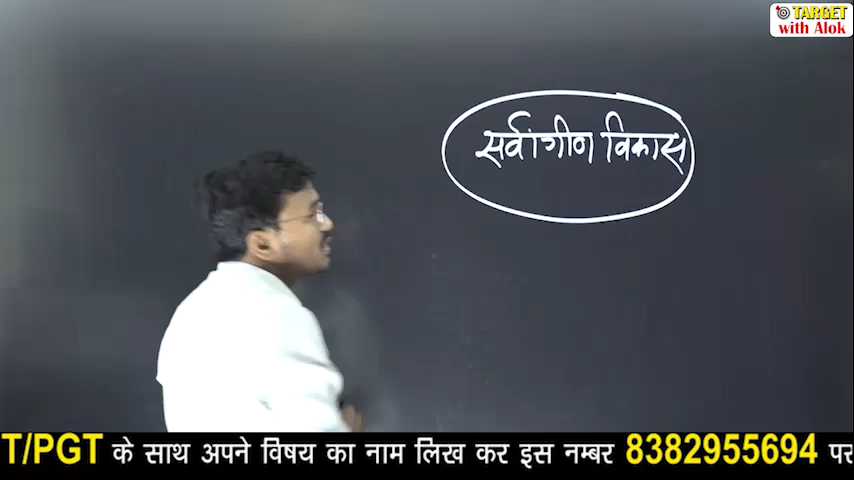 TARGET
with Alok
सर्वांगीण विकास
T/PGT के साथ अपने विषय का नाम लिख कर इस नम्बर 8382955694 पर